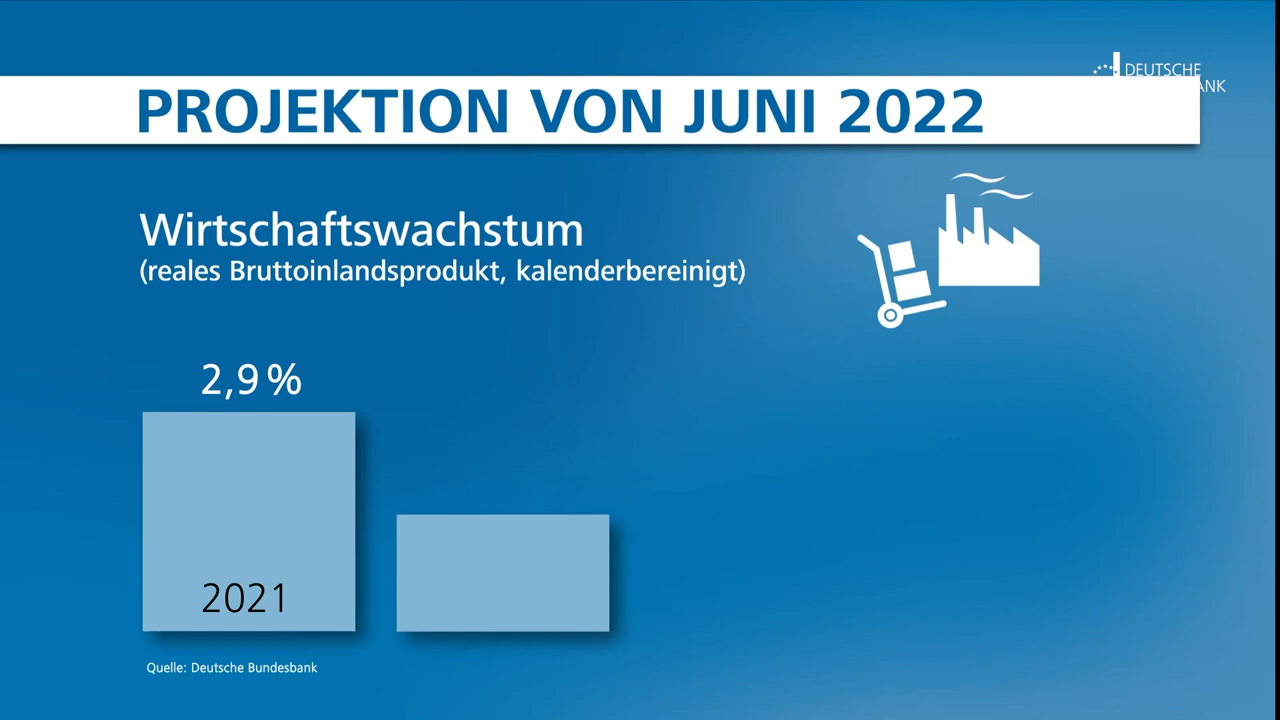 DEUTSCHE
PROJEKTION VON JUNI 2022
Wirtschaftswachstum
(reales Bruttoinlandsprodukt, kalenderbereinigt)
2,9 %
2021
Quelle: Deutsche Bundesbank